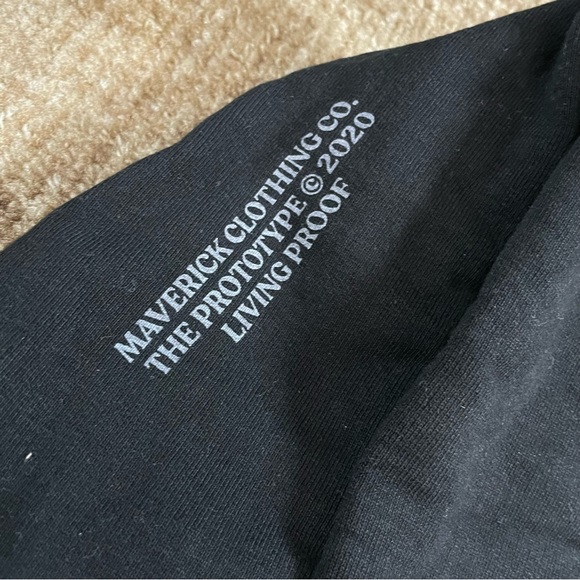 MAVERICK CLOTHING CO.
THE PROTOTYPE © 2020
LIVING PROOF